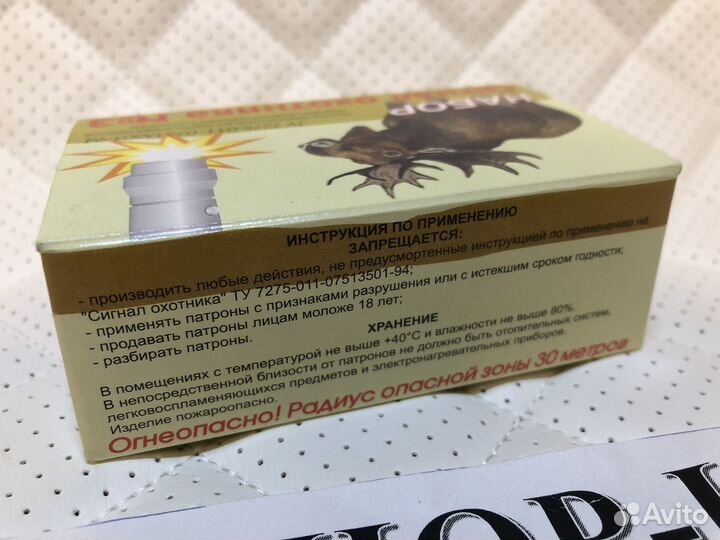 НАБОР
охотника №3
ИНСТРУКЦИЯ ПО ПРИМЕНЕНИЮ
ЗАПРЕЩАЕТСЯ:
- производить любые действия, не предусмортенные инструкцией по применению на
"Сигнал охотника" ТУ 7275-011-07513501-94;
- применять патроны с признаками разрушения или с истекшим сроком годности;
- продавать патроны лицам моложе 18 лет;
- разбирать патроны.
ХРАНЕНИЕ
В помещениях с температурой не выше +40°С и влажности не выше 80%.
В непосредственной близости от патронов не должно быть отопительных систем,
легковоспламеняющихся предметов и электронагревательных приборов.
Изделие пожароопасно.
Огнеопасно! Радиус опасной зоны 30 метров
Avito